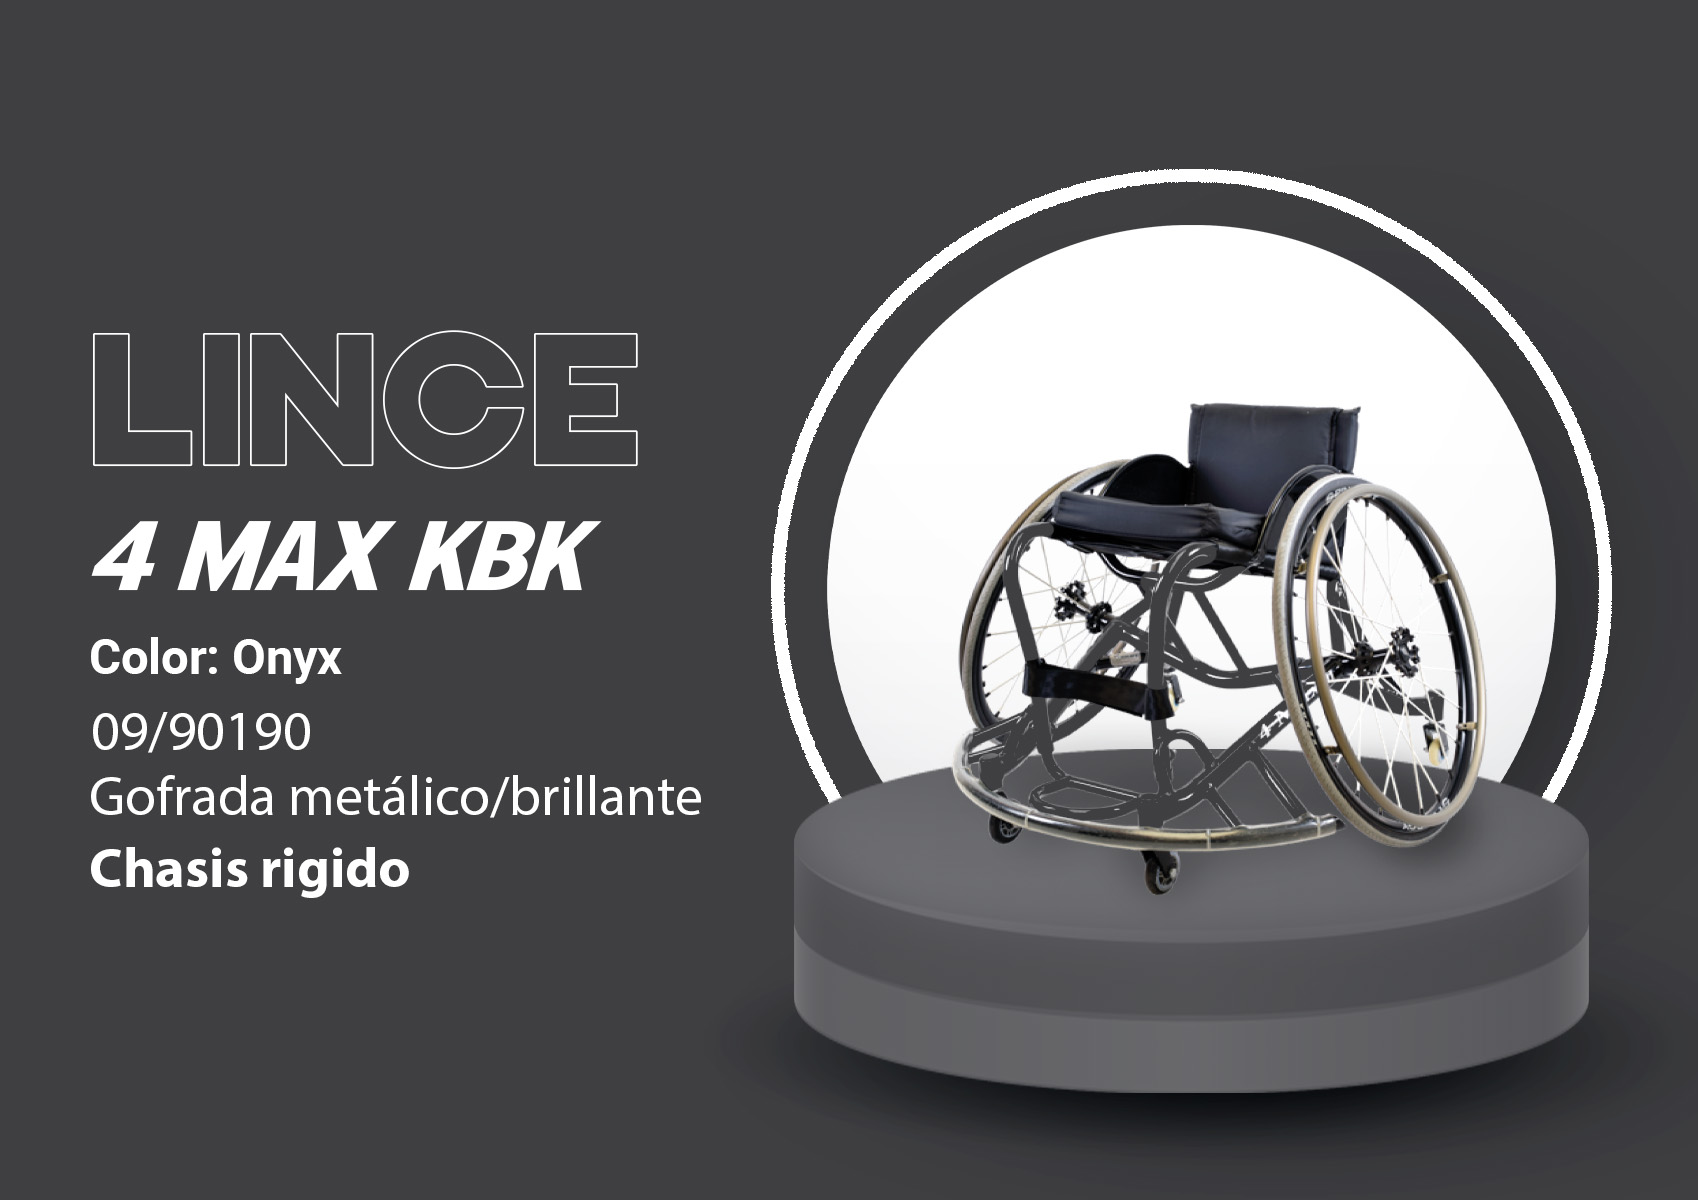 LINCE
4 MAX KBK
Color: Onyx
09/90190
Gofrada metálico/brillante
Chasis rigido